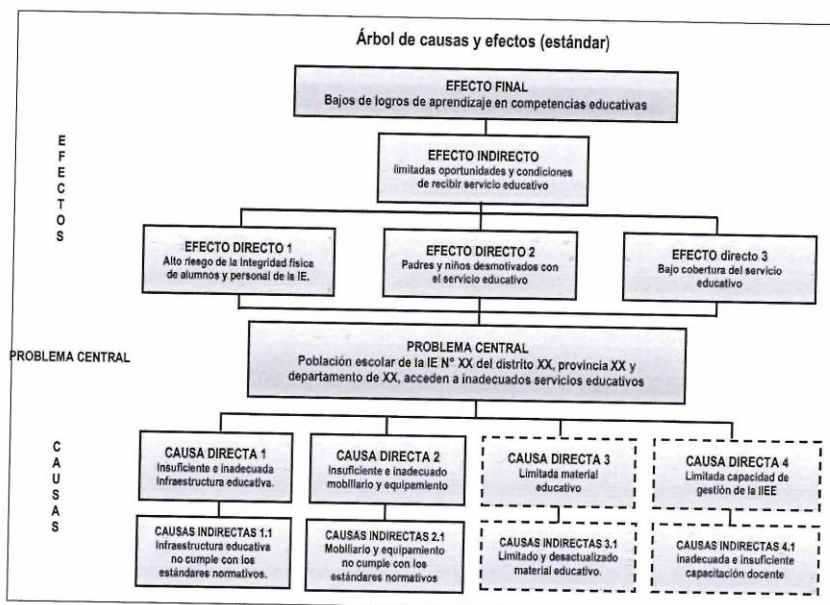 Árbol de causas y efectos (estándar)
EFECTO FINAL
Bajos de logros de aprendizaje en competencias educativas
EFECTOS
EFECTO INDIRECTO
limitadas oportunidades y condiciones
de recibir servicio educativo
EFECTO DIRECTO 1
Alto riesgo de la integridad física
de alumnos y personal de la IE.
EFECTO DIRECTO 2
Padres y niños desmotivados con
el servicio educativo
EFECTO directo 3
Bajo cobertura del servicio
educativo
PROBLEMA CENTRAL
PROBLEMA CENTRAL
Población escolar de la IE N° XX del distrito XX, provincia XX y
departamento de XX, acceden a inadecuados servicios educativos
CAUSAS
CAUSA DIRECTA 1
Insuficiente e inadecuada
Infraestructura educativa.
CAUSA DIRECTA 2
Insuficiente e inadecuado
mobiliario y equipamiento
CAUSA DIRECTA 3
Limitada material
educativo
CAUSA DIRECTA 4
Limitada capacidad de
gestión de la IIEE
CAUSAS INDIRECTAS 1.1
Infraestructura educativa
no cumple con los
estándares normativos.
CAUSAS INDIRECTAS 2.1
Mobiliario y equipamiento
no cumple con los
estándares normativos
CAUSAS INDIRECTAS 3.1
Limitado y desactualizado
material educativo.
CAUSAS INDIRECTAS 4.1
inadecuada e insuficiente
capacitación docente